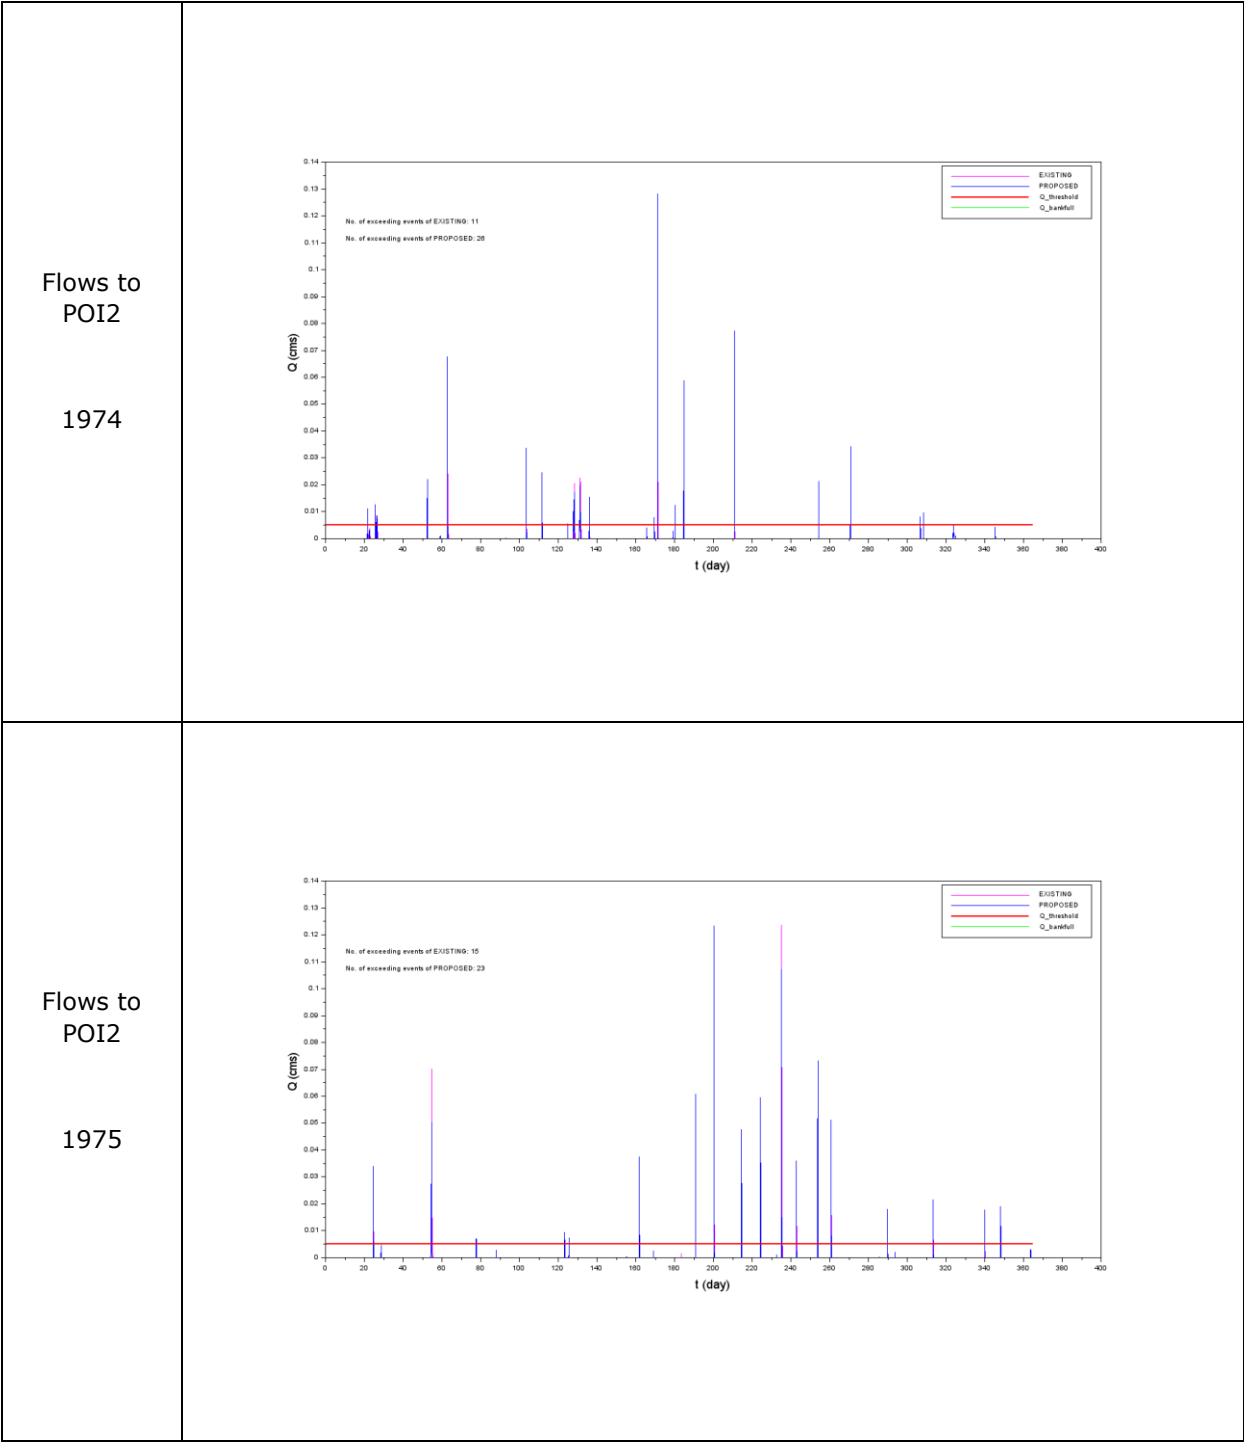 Flows to
POI2
1974
0.14
0.13
0.12
0.11
0.1
0.09
0.08
0.07
0.06
0.05
0.04
0.03
0.02
0.01
0
Q (cms)
No. of exceeding events of EXISTING: 11
No. of exceeding events of PROPOSED: 26
EXISTING
PROPOSED
Q_threshold
Q_bankfull
0 20 40 60 80 100 120 140 160 180 200 220 240 260 280 300 320 340 360 380 400
t (day)
Flows to
POI2
1975
0.14
0.13
0.12
0.11
0.1
0.09
0.08
0.07
0.06
0.05
0.04
0.03
0.02
0.01
0
Q (cms)
No. of exceeding events of EXISTING: 15
No. of exceeding events of PROPOSED: 23
EXISTING
PROPOSED
Q_threshold
Q_bankfull
0 20 40 60 80 100 120 140 160 180 200 220 240 260 280 300 320 340 360 380 400
t (day)